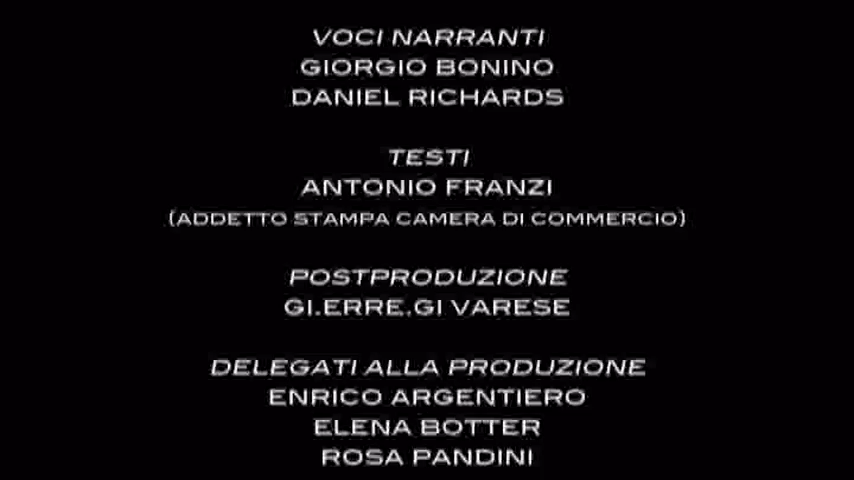 VOCI NARRANTI
GIORGIO BONINO
DANIEL RICHARDS
TESTI
ANTONIO FRANZI
(ADDETTO STAMPA CAMERA DI COMMERCIO)
POSTPRODUZIONE
GI.ERRE.GI VARESE
DELEGATI ALLA PRODUZIONE
ENRICO ARGENTIERO
ELENA BOTTER
ROSA PANDINI